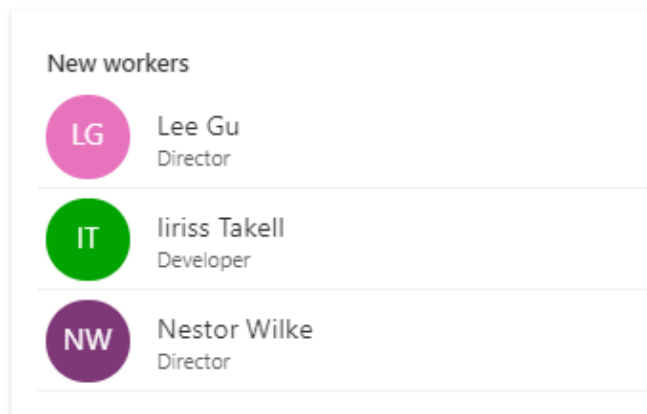 New workers
LG
Lee Gu
Director
IT
Iiriss Takell
Developer
NW
Nestor Wilke
Director